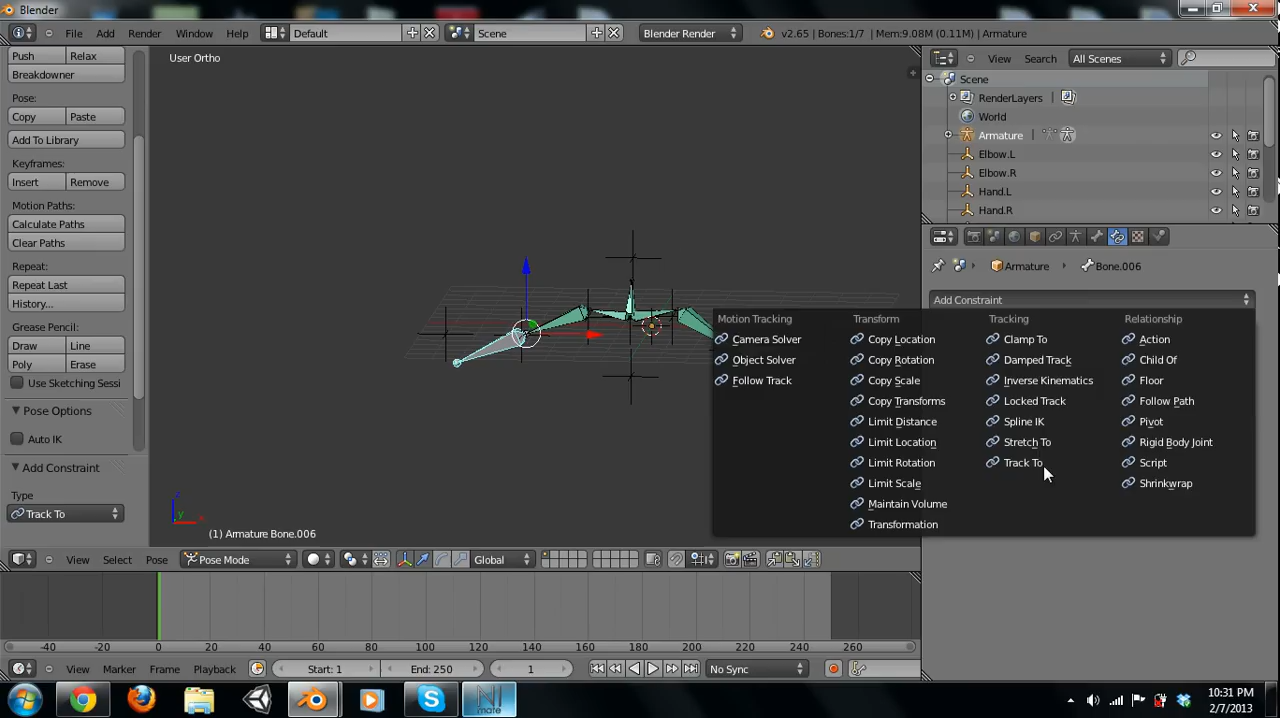 Blender
File Add Render Window Help Default Scene Blender Render v2.65 | Bones:1/7 | Mem:9.08M (0.11M) | Armature
Push Relax
Breakdowner
Pose:
Copy Paste
Add To Library
Keyframes:
Insert Remove
Motion Paths:
Calculate Paths
Clear Paths
Repeat:
Repeat Last
History...
Grease Pencil:
Draw Line
Poly Erase
Use Sketching Sessi
Pose Options
Auto IK
Add Constraint
Type
Track To
User Ortho
z
y
x
(1) Armature Bone.006
View Search All Scenes
Scene
RenderLayers |
World
Armature |
Elbow.L
Elbow.R
Hand.L
Hand.R
Armature Bone.006
Add Constraint
Motion Tracking
Camera Solver
Object Solver
Follow Track
Transform
Copy Location
Copy Rotation
Copy Scale
Copy Transforms
Limit Distance
Limit Location
Limit Rotation
Limit Scale
Maintain Volume
Transformation
Tracking
Clamp To
Damped Track
Inverse Kinematics
Locked Track
Spline IK
Stretch To
Track To
Relationship
Action
Child Of
Floor
Follow Path
Pivot
Rigid Body Joint
Script
Shrinkwrap
View Select Pose Pose Mode Global
-40 -20 0 20 40 60 80 100 120 140 160 180 200 220 240 260
View Marker Frame Playback Start: 1 End: 250 1 No Sync
NI mate
10:31 PM
2/7/2013